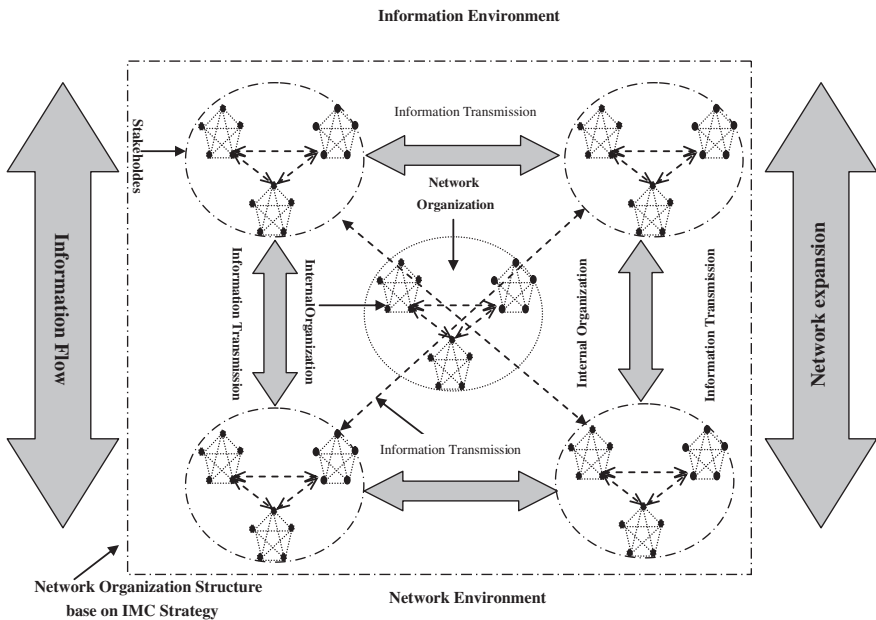 Information Environment
Information Transmission
Stakeholdes
Network
Organization
Information Flow
Information Transmission
InternalOrganization
Internal Organization
Information Transmission
Network expansion
Information Transmission
Network Organization Structure
base on IMC Strategy
Network Environment